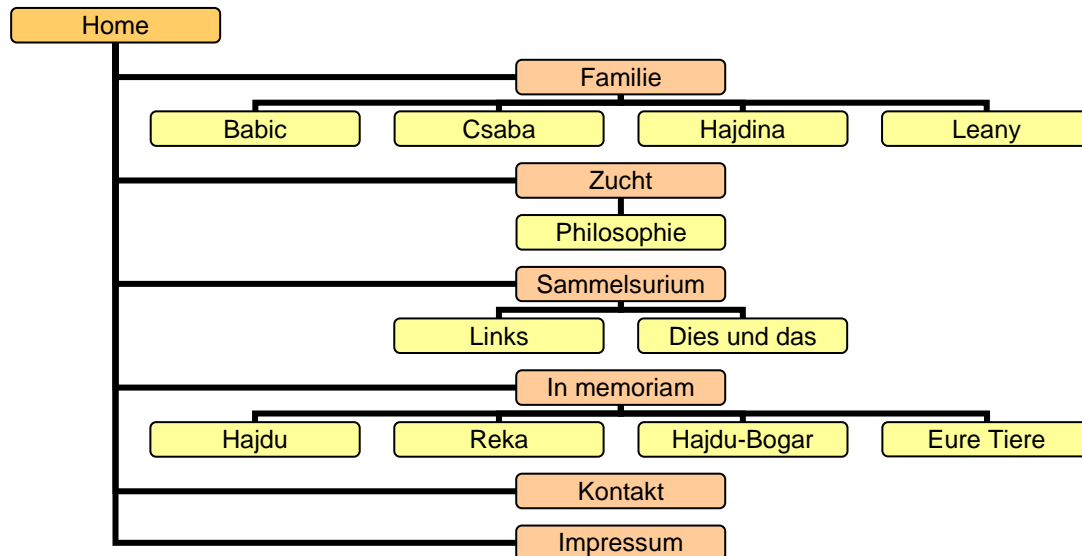 Home
Familie
Babic
Csaba
Hajdina
Leany
Zucht
Philosophie
Sammelsurium
Links
Dies und das
In memoriam
Hajdu
Reka
Hajdu-Bogar
Eure Tiere
Kontakt
Impressum